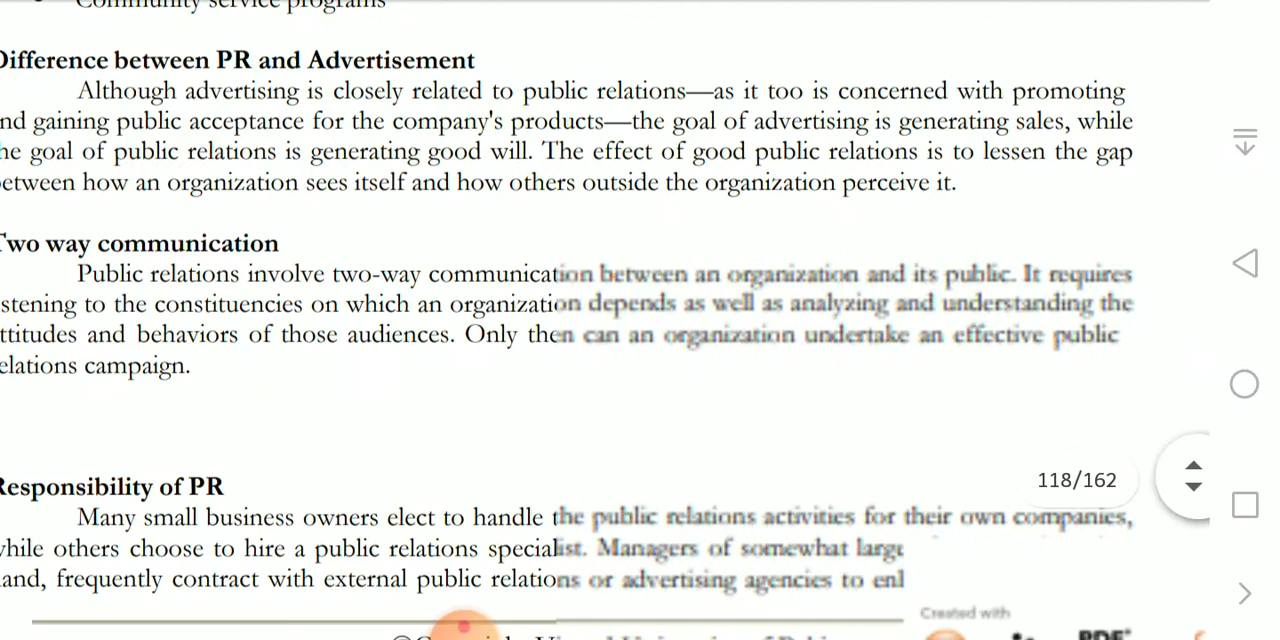 Community service programs
Difference between PR and Advertisement
Although advertising is closely related to public relations—as it too is concerned with promoting
nd gaining public acceptance for the company's products—the goal of advertising is generating sales, while
he goal of public relations is generating good will. The effect of good public relations is to lessen the gap
etween how an organization sees itself and how others outside the organization perceive it.
Two way communication
Public relations involve two-way communication between an organization and its public. It requires
stening to the constituencies on which an organization depends as well as analyzing and understanding the
ttitudes and behaviors of those audiences. Only then can an organization undertake an effective public
elations campaign.
118/162
Responsibility of PR
Many small business owners elect to handle the public relations activities for their own companies,
while others choose to hire a public relations specialist. Managers of somewhat large
and, frequently contract with external public relations or advertising agencies to enl
Created with
PDF